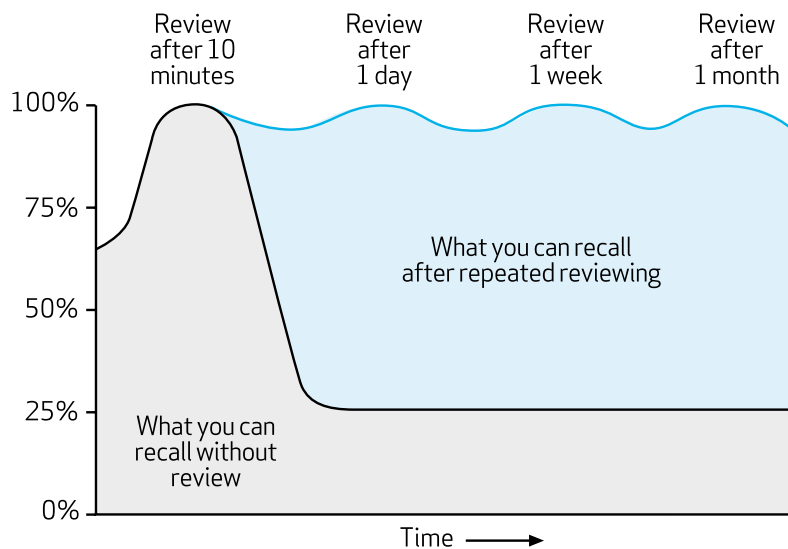 Review
after 10
minutes
Review
after
1 day
Review
after
1 week
Review
after
1 month
100%
75%
50%
25%
0%
What you can recall
after repeated reviewing
What you can
recall without
review
Time